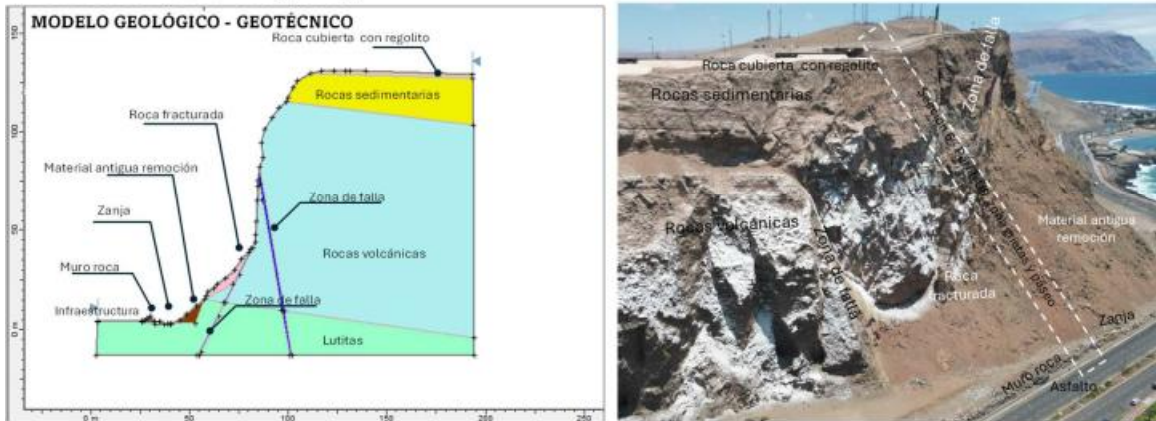 MODELO GEOLÓGICO - GEOTÉCNICO
Roca cubierta con regolito
Rocas sedimentarias
Roca fracturada
Material antigua remoción
Zona de falla
Zanja
Rocas volcánicas
Muro roca
Infraestructura
Zona de falla
Lutitas
150
100
50
0 m
0 m
50
100
150
200
250
Zona de falla
Roca cubierta con regolito
Rocas sedimentarias
Material antigua
remoción
Rocas volcánicas
Zona de falla
Roca
fracturada
Zanja
Muro roca
Asfalto